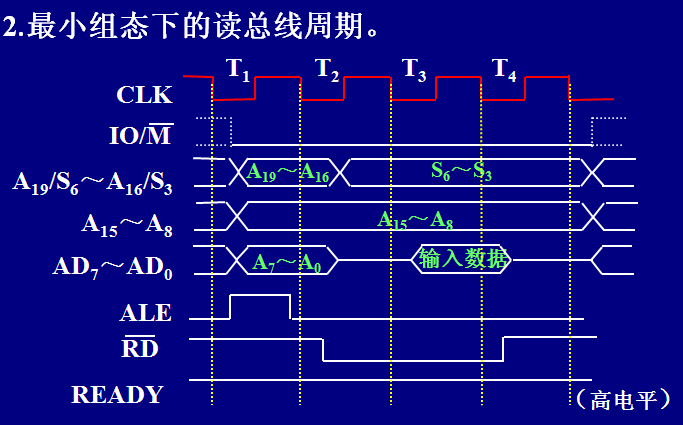 2.最小组态下的读总线周期。
T1 T2 T3 T4
CLK
IO/M̅
A19/S6～A16/S3 A19～A16 S6～S3
A15～A8 A15～A8
AD7～AD0 A7～A0 输入数据
ALE
R̅D̅
READY （高电平）